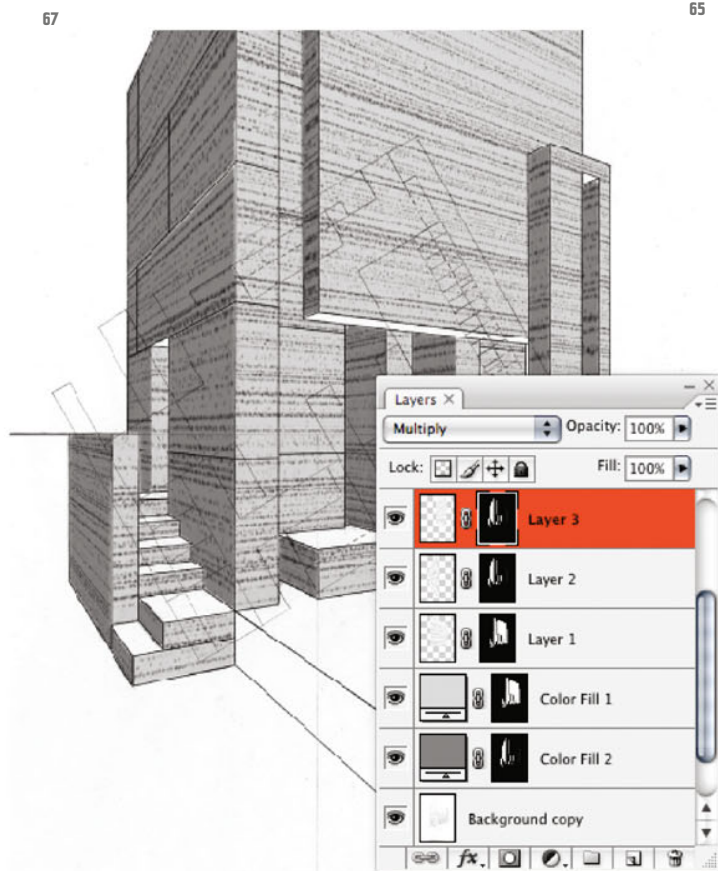 67
65
Layers
Multiply
Opacity: 100%
Lock:
Fill: 100%
Layer 3
Layer 2
Layer 1
Color Fill 1
Color Fill 2
Background copy
fx.